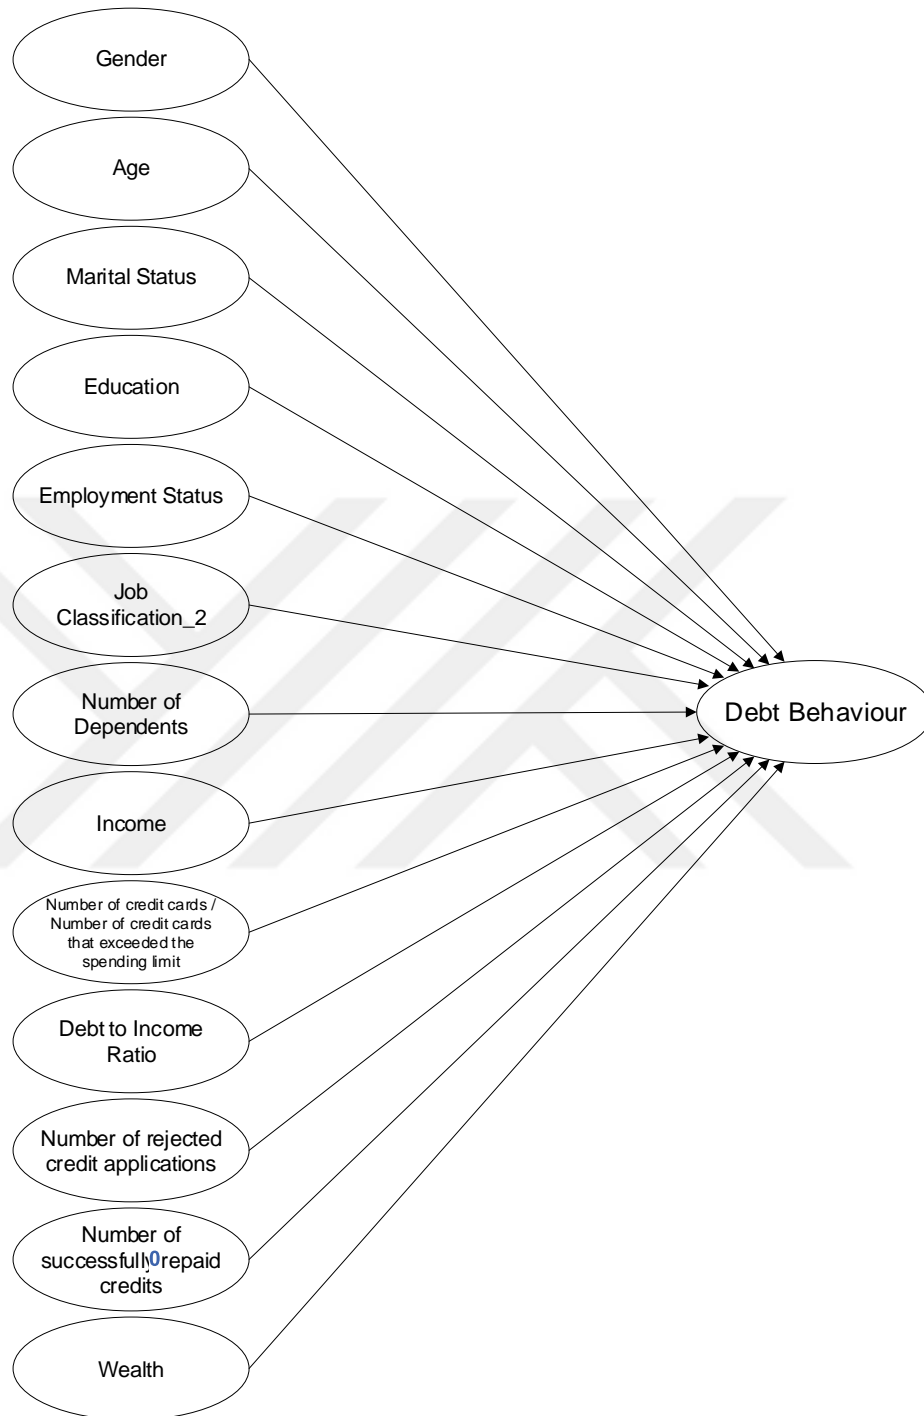 Gender
Age
Marital Status
Education
Employment Status
Job
Classification_2
Number of
Dependents
Debt Behaviour
Income
Number of credit cards /
Number of credit cards
that exceeded the
spending limit
Debt to Income
Ratio
Number of rejected
credit applications
Number of
successfully0repaid
credits
Wealth